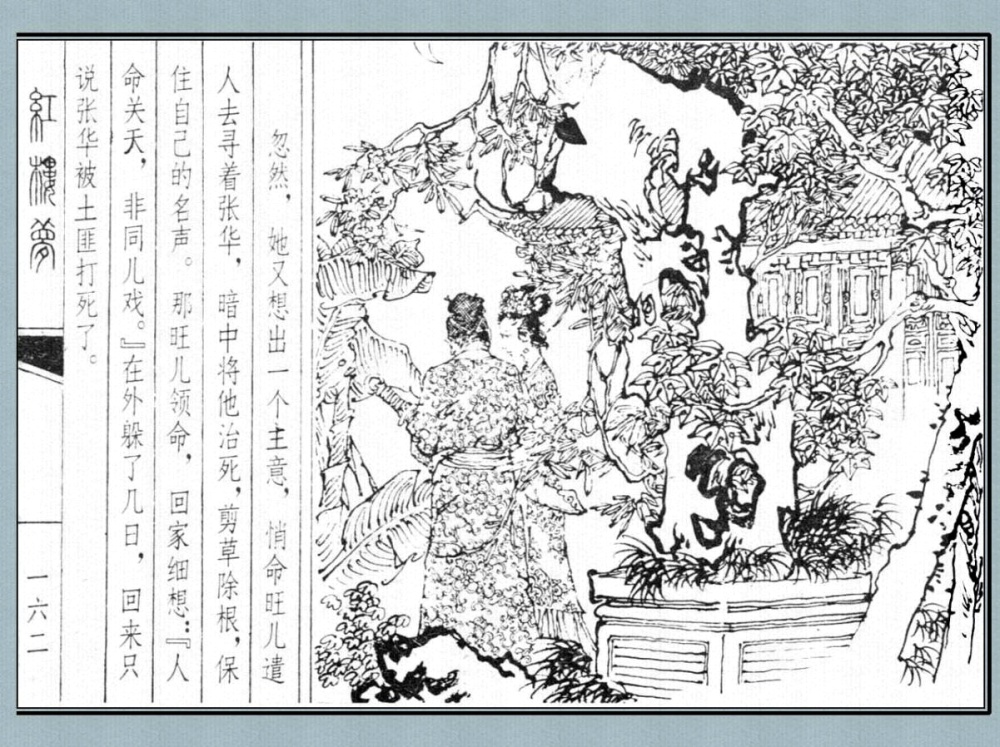 忽然，她又想出一个主意，悄命旺儿遣
人去寻着张华，暗中将他治死，剪草除根，保
住自己的名声。那旺儿领命，回家细想：『人
命关天，非同儿戏。』在外躲了几日，回来只
说张华被土匪打死了。
紅樓夢
一六二